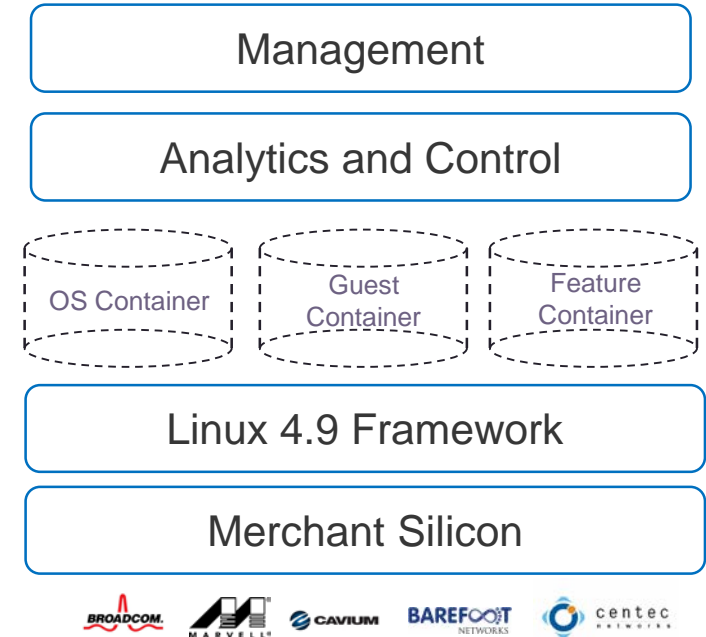 Management
Analytics and Control
OS Container
Guest
Container
Feature
Container
Linux 4.9 Framework
Merchant Silicon
BROADCOM.
MARVELL®
CAVIUM
BAREFOOT
NETWORKS
centec
networks